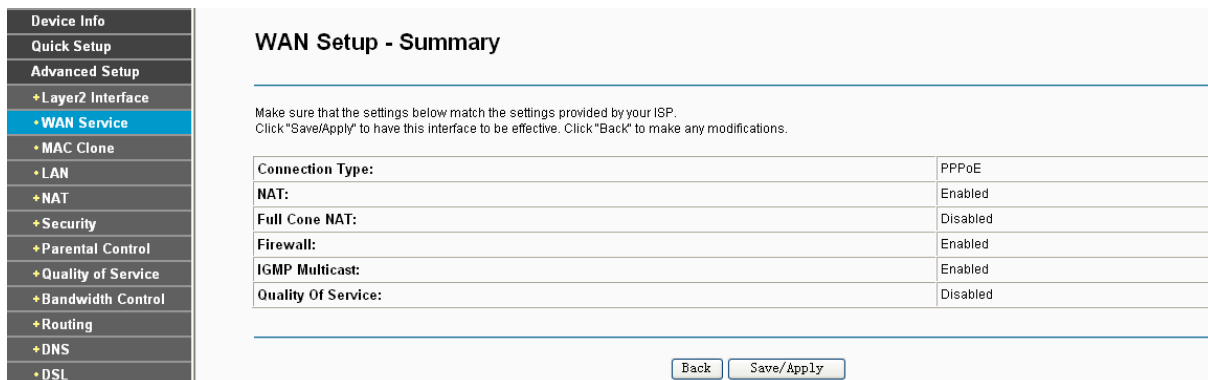 Device Info
Quick Setup
Advanced Setup
+Layer2 Interface
•WAN Service
•MAC Clone
•LAN
+NAT
+Security
+Parental Control
+Quality of Service
+Bandwidth Control
+Routing
+DNS
•DSL
WAN Setup - Summary
Make sure that the settings below match the settings provided by your ISP.
Click "Save/Apply" to have this interface to be effective. Click "Back" to make any modifications.
Connection Type: PPPoE
NAT: Enabled
Full Cone NAT: Disabled
Firewall: Enabled
IGMP Multicast: Enabled
Quality Of Service: Disabled
Back Save/Apply